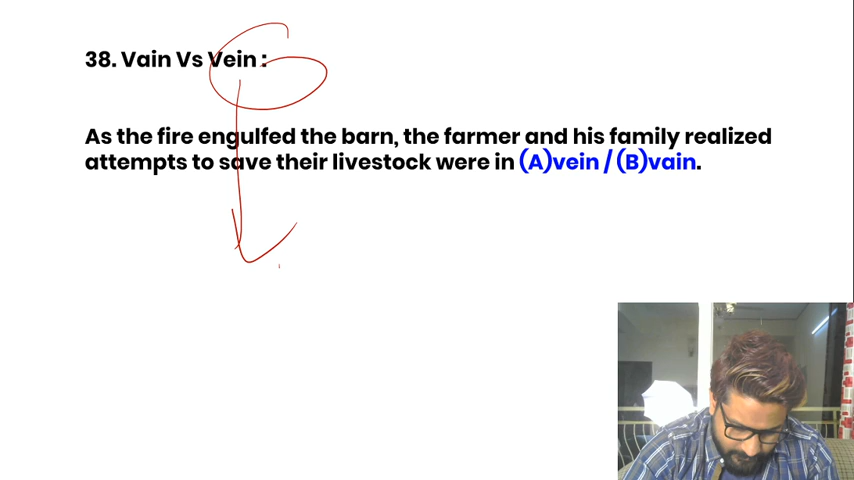 38. Vain Vs Vein :
As the fire engulfed the barn, the farmer and his family realized
attempts to save their livestock were in (A)vein / (B)vain.